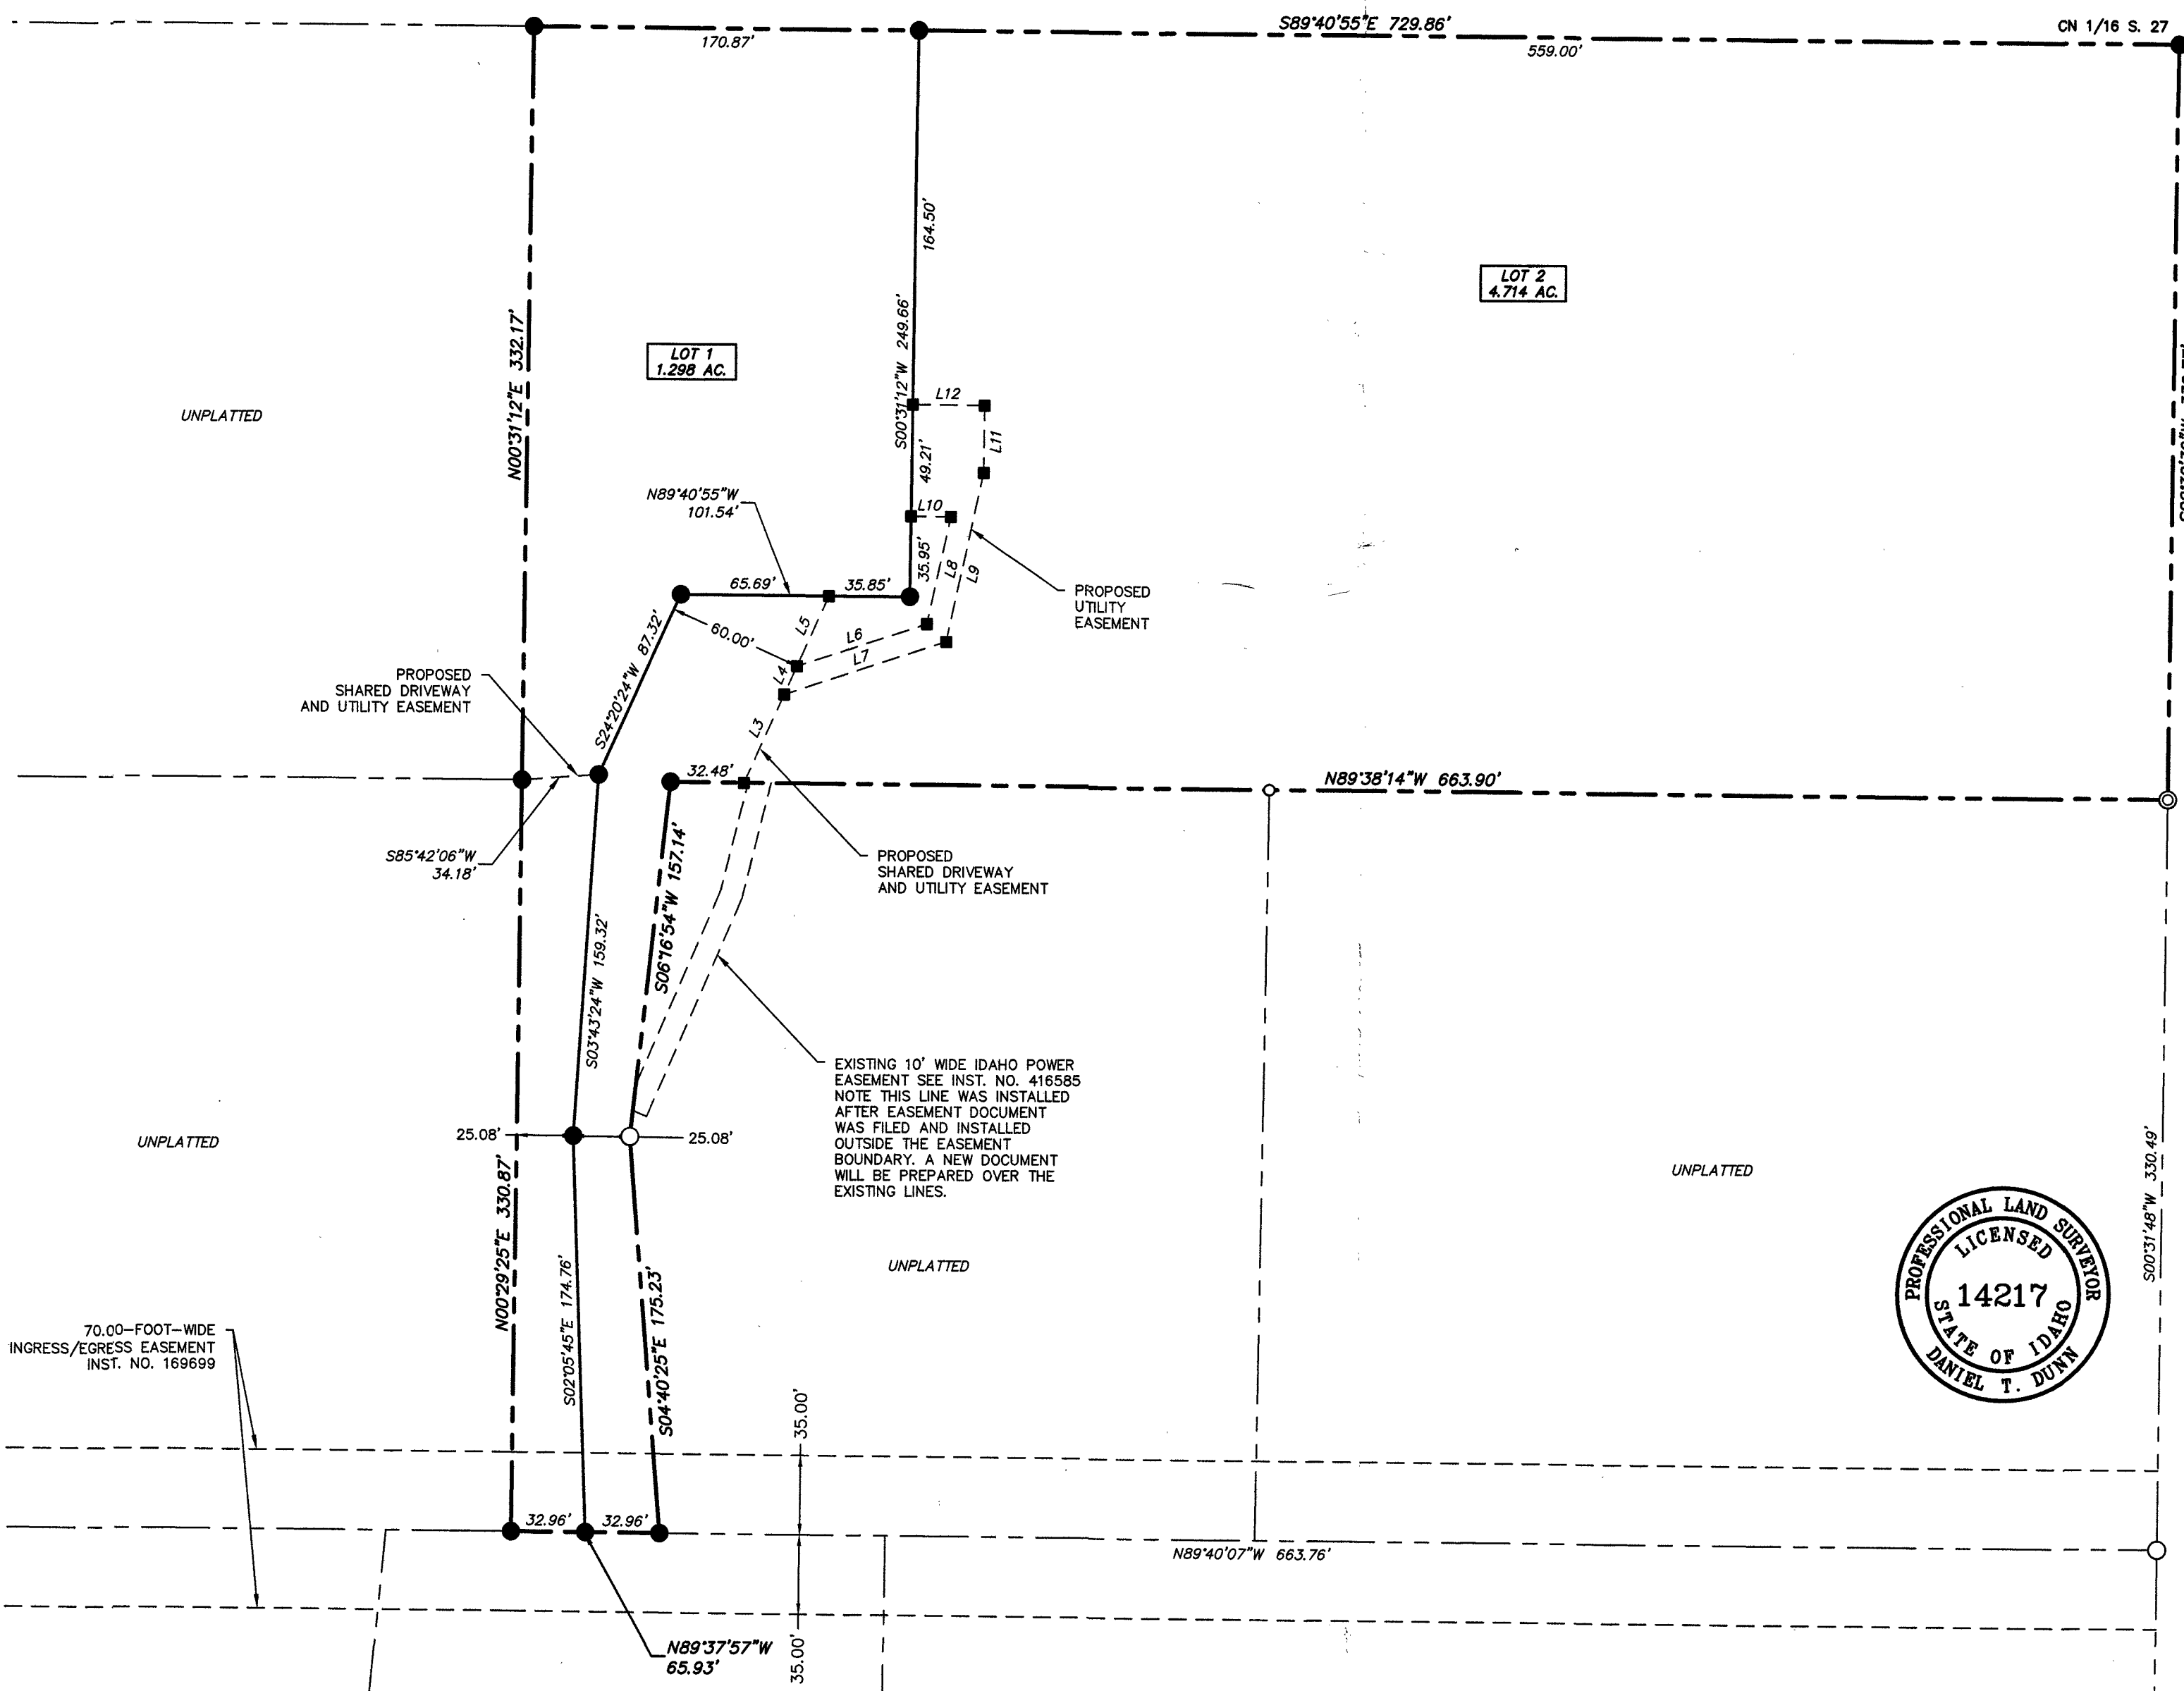 S89°40'55"E 729.86'
CN 1/16 S. 27
170.87'
559.00'
164.50'
LOT 2
4.714 AC.
N00°31'12"E 332.17'
S00°31'12"W 249.66'
LOT 1
1.298 AC.
UNPLATTED
L12
L11
49.21'
N89°40'55"W
101.54'
L10
35.95'
L8
L9
65.69'
35.85'
PROPOSED
UTILITY
EASEMENT
60.00'
L5
L6
L7
L4
S24°20'24"W 87.32'
PROPOSED
SHARED DRIVEWAY
AND UTILITY EASEMENT
L3
32.48'
N89°38'14"W 663.90'
S85°42'06"W
34.18'
PROPOSED
SHARED DRIVEWAY
AND UTILITY EASEMENT
S06°16'54"W 157.14'
S03°43'24"W 159.32'
EXISTING 10' WIDE IDAHO POWER
EASEMENT SEE INST. NO. 416585
NOTE THIS LINE WAS INSTALLED
AFTER EASEMENT DOCUMENT
WAS FILED AND INSTALLED
OUTSIDE THE EASEMENT
BOUNDARY. A NEW DOCUMENT
WILL BE PREPARED OVER THE
EXISTING LINES.
UNPLATTED
25.08'
25.08'
UNPLATTED
S00°31'48"W 330.49'
N00°29'25"E 330.87'
UNPLATTED
PROFESSIONAL LAND SURVEYOR
LICENSED
14217
STATE OF IDAHO
DANIEL T. DUNN
S02°05'45"E 174.76'
S04°40'25"E 175.23'
70.00-FOOT-WIDE
INGRESS/EGRESS EASEMENT
INST. NO. 169699
35.00'
32.96'
32.96'
N89°40'07"W 663.76'
N89°37'57"W
65.93'
35.00'